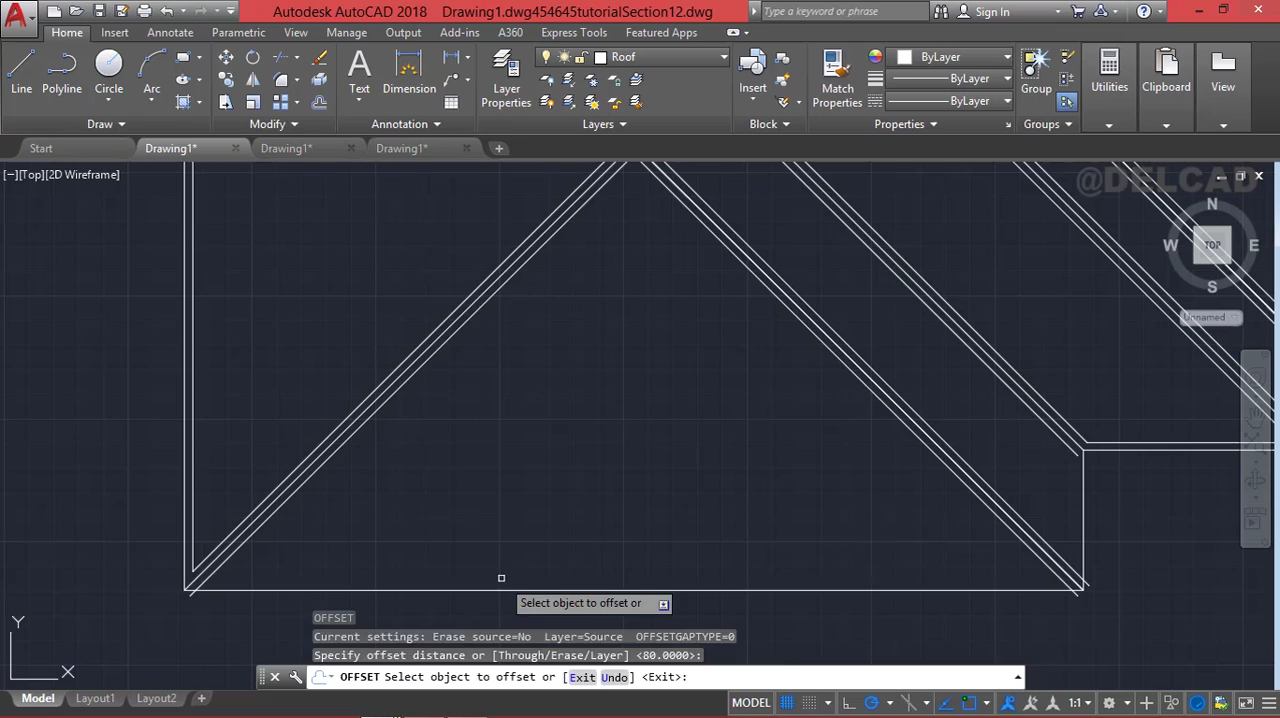 Autodesk AutoCAD 2018 Drawing1.dwg454645tutorialSection12.dwg
Type a keyword or phrase
Sign In
Home Insert Annotate Parametric View Manage Output Add-ins A360 Express Tools Featured Apps
Roof
ByLayer
ByLayer
ByLayer
Line Polyline Circle Arc
Text Dimension
Layer Properties
Insert
Match Properties
Group Utilities Clipboard View
Draw Modify Annotation Layers Block Properties Groups
Start Drawing1* Drawing1* Drawing1*
[−][Top][2D Wireframe]
@DELCAD
N
W TOP E
S
Unnamed
Select object to offset or
OFFSET
Current settings: Erase source=No Layer=Source OFFSETGAPTYPE=0
Specify offset distance or [Through/Erase/Layer] <80.0000>:
OFFSET Select object to offset or [Exit Undo] <Exit>:
Y
X
Model Layout1 Layout2 +
MODEL
1:1